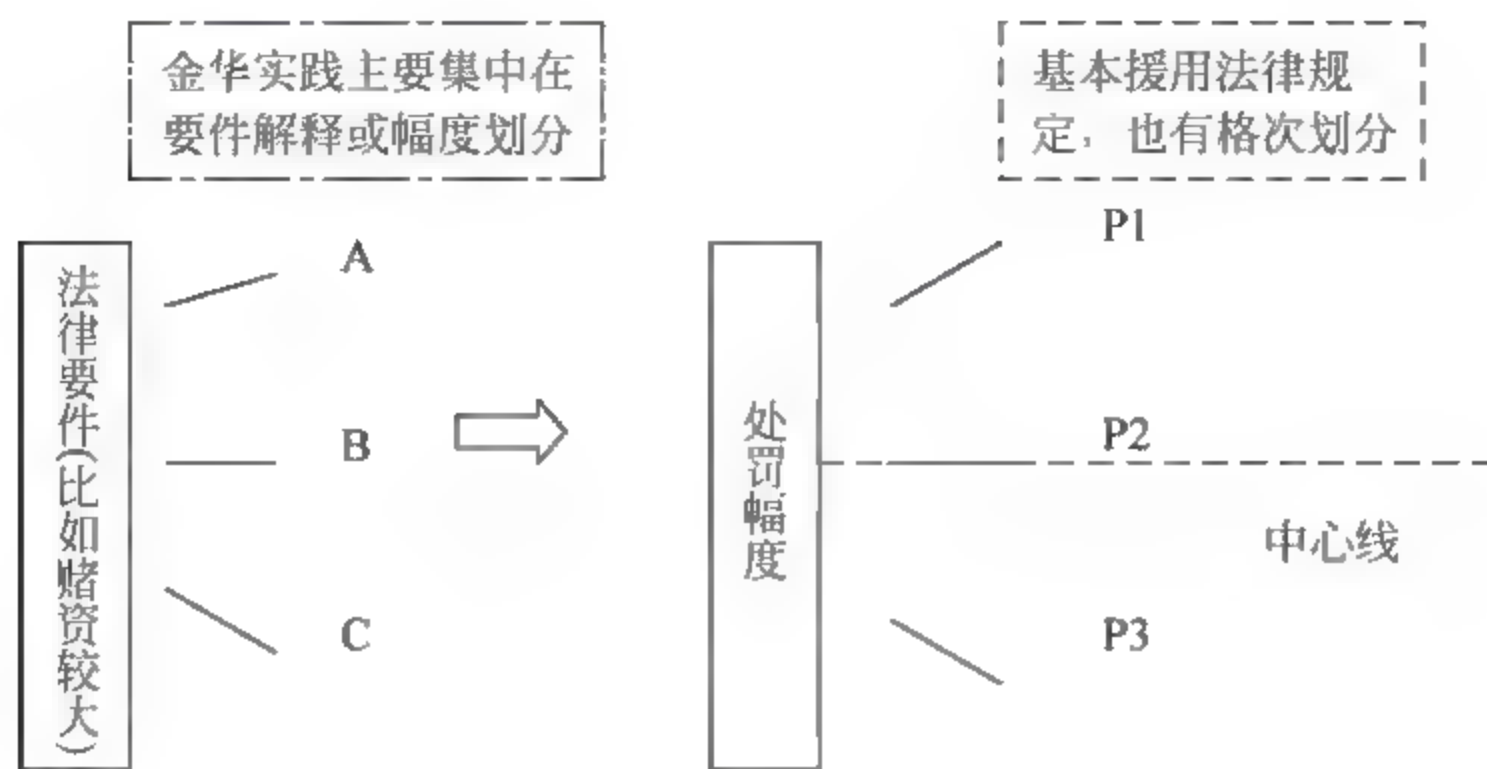 金华实践主要集中在
要件解释或幅度划分
基本援用法律规
定，也有格次划分
法律要件(比如赌资较大)
A
B
C
处罚幅度
P1
P2
中心线
P3